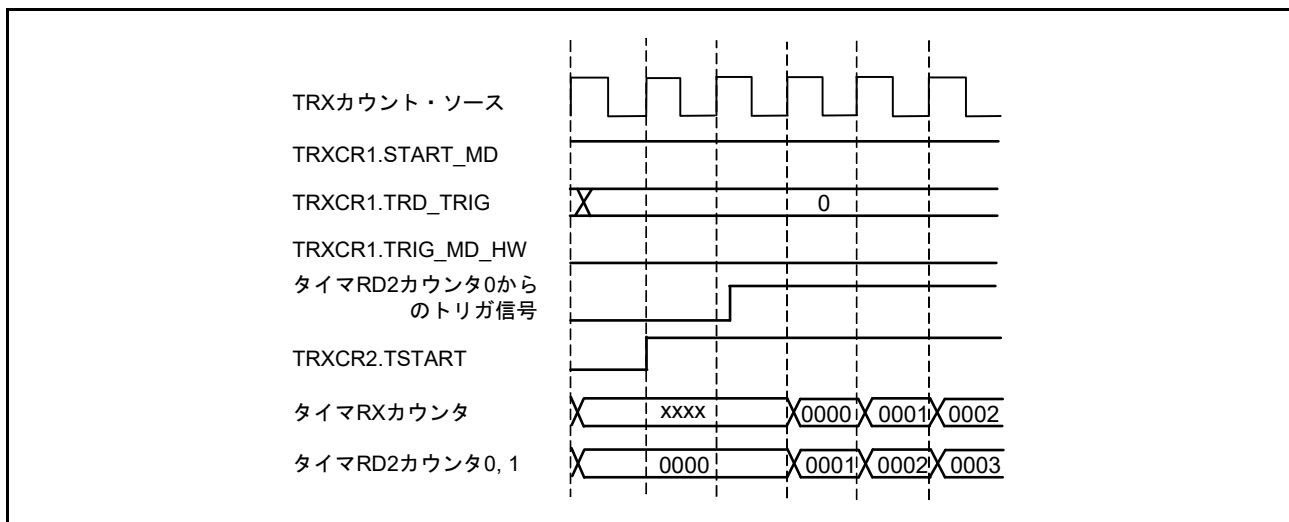 TRXカウント・ソース
TRXCR1.START_MD
TRXCR1.TRD_TRIG
0
TRXCR1.TRIG_MD_HW
タイマRD2カウンタ0から
のトリガ信号
TRXCR2.TSTART
タイマRXカウンタ
xxxx 0000 0001 0002
タイマRD2カウンタ0, 1
0000 0001 0002 0003